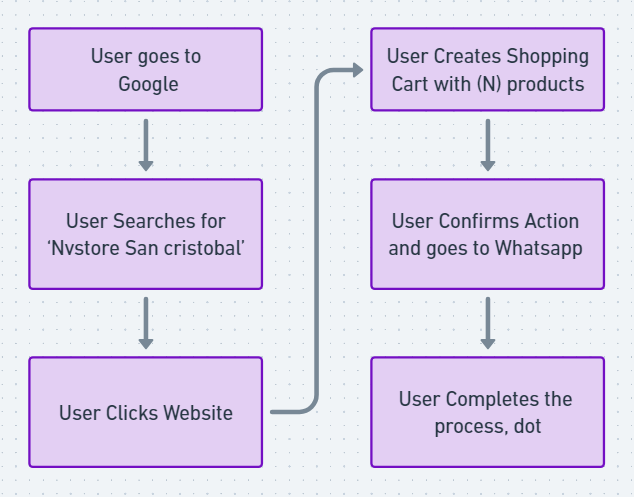 User goes to
Google
User Searches for
‘Nvstore San cristobal’
User Clicks Website
User Creates Shopping
Cart with (N) products
User Confirms Action
and goes to Whatsapp
User Completes the
process, dot